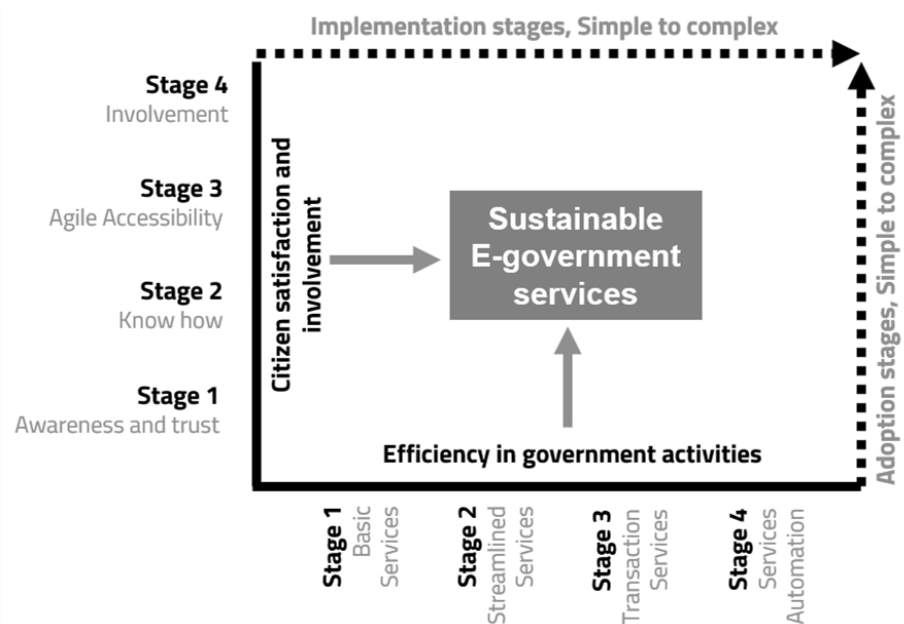 Implementation stages, Simple to complex
Stage 4
Involvement
Stage 3
Agile Accessibility
Stage 2
Know how
Stage 1
Awareness and trust
Citizen satisfaction and
involvement
Sustainable
E-government
services
Efficiency in government activities
Adoption stages, Simple to complex
Stage 1
Basic
Services
Stage 2
Streamlined
Services
Stage 3
Transaction
Services
Stage 4
Services
Automation